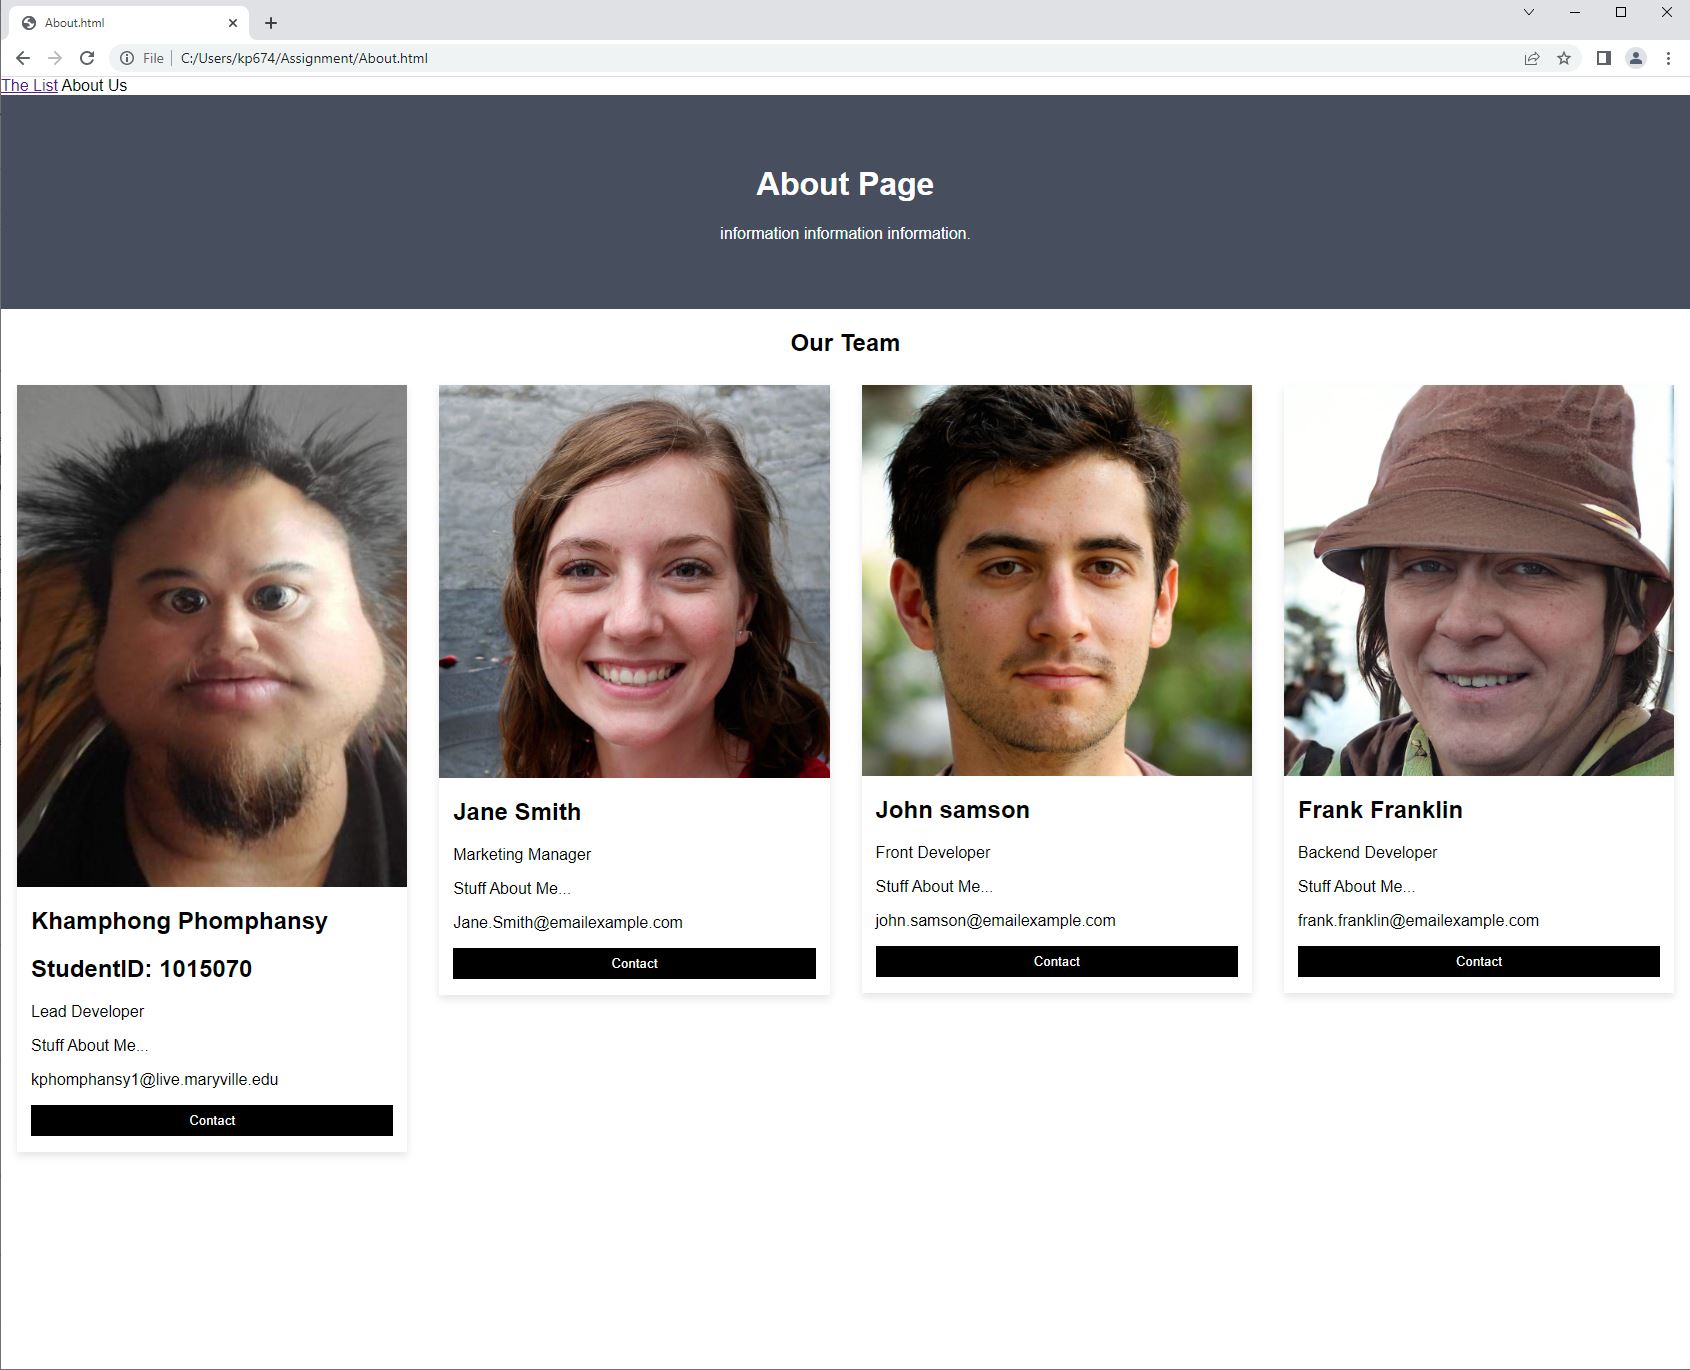 About.html
File
C:/Users/kp674/Assignment/About.html
The List About Us
About Page
information information information.
Our Team
Khamphong Phomphansy
StudentID: 1015070
Lead Developer
Stuff About Me...
kphomphansy1@live.maryville.edu
Contact
Jane Smith
Marketing Manager
Stuff About Me...
Jane.Smith@emailexample.com
Contact
John samson
Front Developer
Stuff About Me...
john.samson@emailexample.com
Contact
Frank Franklin
Backend Developer
Stuff About Me...
frank.franklin@emailexample.com
Contact